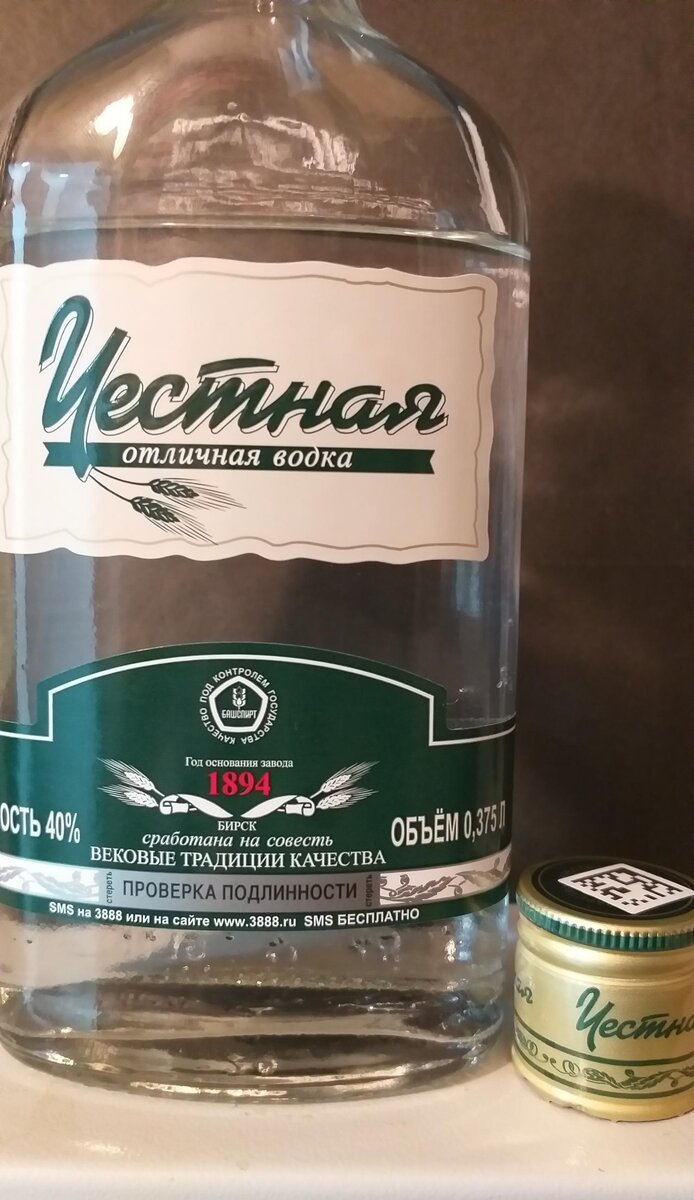 Честная
отличная водка
КАЧЕСТВО ПОД КОНТРОЛЕМ ГОСУДАРСТВА
БАШСПИРТ
Год основания завода
1894
БИРСК
ОСТЬ 40%
ОБЪЁМ 0,375 Л
сработана на совесть
ВЕКОВЫЕ ТРАДИЦИИ КАЧЕСТВА
стереть ПРОВЕРКА ПОДЛИННОСТИ стереть
SMS на 3888 или на сайте www.3888.ru SMS БЕСПЛАТНО
ая Честна